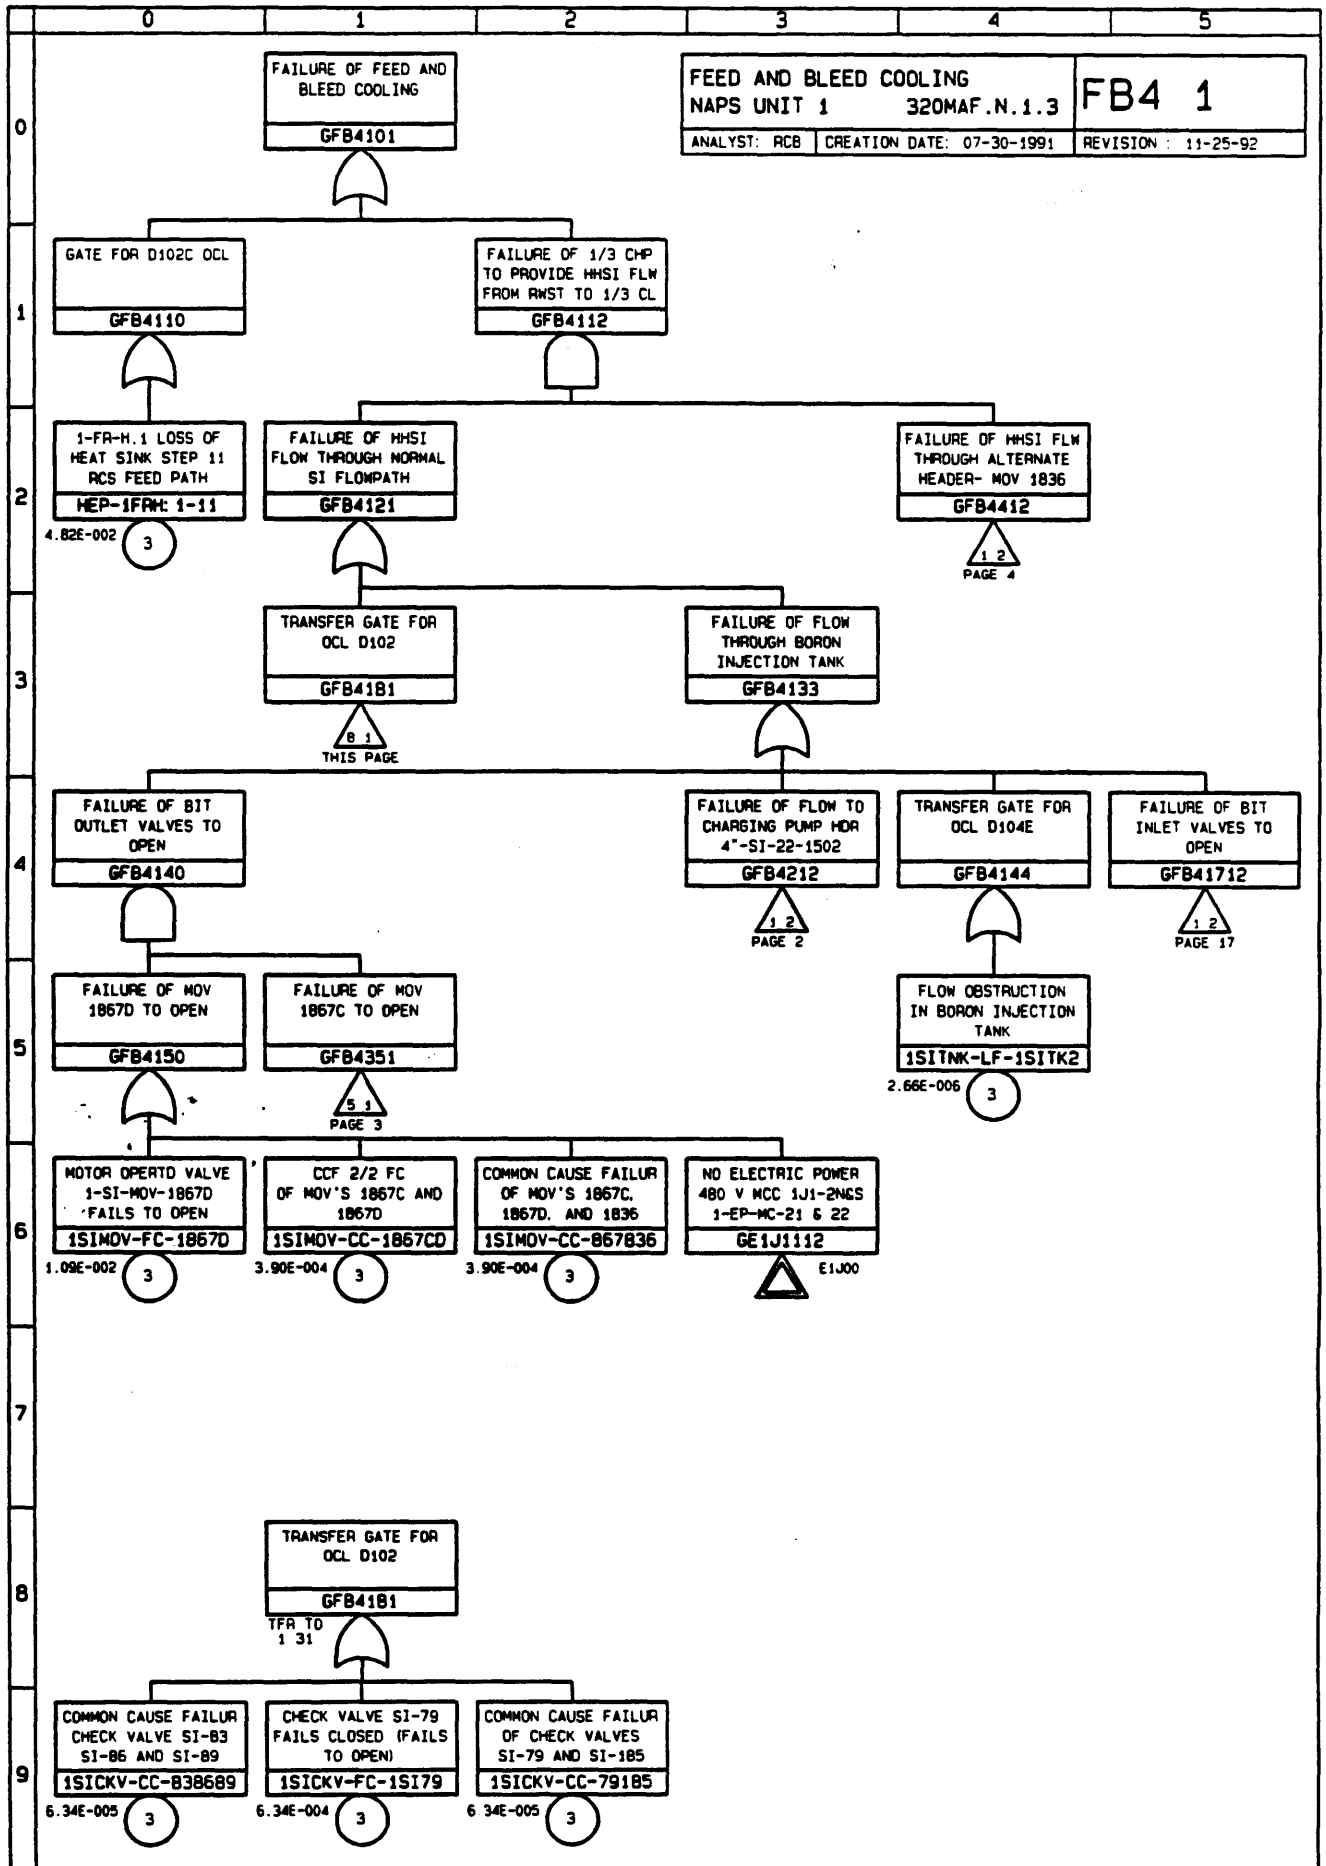 0 1 2 3 4 5
FEED AND BLEED COOLING
NAPS UNIT 1 320MAF.N.1.3
FB4 1
ANALYST: RCB CREATION DATE: 07-30-1991 REVISION : 11-25-92
0
FAILURE OF FEED AND
BLEED COOLING
GFB4101
1
GATE FOR D102C OCL
GFB4110
FAILURE OF 1/3 CHP
TO PROVIDE HHSI FLW
FROM RWST TO 1/3 CL
GFB4112
2
1-FR-H.1 LOSS OF
HEAT SINK STEP 11
RCS FEED PATH
HEP-1FRH: 1-11
4.82E-002
3
FAILURE OF HHSI
FLOW THROUGH NORMAL
SI FLOWPATH
GFB4121
FAILURE OF HHSI FLW
THROUGH ALTERNATE
HEADER- MOV 1836
GFB4412
1 2
PAGE 4
3
TRANSFER GATE FOR
OCL D102
GFB4181
8 1
THIS PAGE
FAILURE OF FLOW
THROUGH BORON
INJECTION TANK
GFB4133
4
FAILURE OF BIT
OUTLET VALVES TO
OPEN
GFB4140
FAILURE OF FLOW TO
CHARGING PUMP HDR
4"-SI-22-1502
GFB4212
1 2
PAGE 2
TRANSFER GATE FOR
OCL D104E
GFB4144
FAILURE OF BIT
INLET VALVES TO
OPEN
GFB41712
1 2
PAGE 17
5
FAILURE OF MOV
1867D TO OPEN
GFB4150
FAILURE OF MOV
1867C TO OPEN
GFB4351
5 1
PAGE 3
FLOW OBSTRUCTION
IN BORON INJECTION
TANK
1SITNK-LF-1SITK2
2.66E-006
3
6
MOTOR OPERTD VALVE
1-SI-MOV-1867D
FAILS TO OPEN
1SIMOV-FC-1867D
1.09E-002
3
CCF 2/2 FC
OF MOV'S 1867C AND
1867D
1SIMOV-CC-1867CD
3.90E-004
3
COMMON CAUSE FAILUR
OF MOV'S 1867C,
1867D, AND 1836
1SIMOV-CC-867836
3.90E-004
3
NO ELECTRIC POWER
480 V MCC 1J1-2N&S
1-EP-MC-21 & 22
GE1J1112
E1J00
7
8
TRANSFER GATE FOR
OCL D102
GFB4181
TFR TO
1 31
9
COMMON CAUSE FAILUR
CHECK VALVE SI-83
SI-86 AND SI-89
1SICKV-CC-838689
6.34E-005
3
CHECK VALVE SI-79
FAILS CLOSED (FAILS
TO OPEN)
1SICKV-FC-1SI79
6.34E-004
3
COMMON CAUSE FAILUR
OF CHECK VALVES
SI-79 AND SI-185
1SICKV-CC-79185
6.34E-005
3